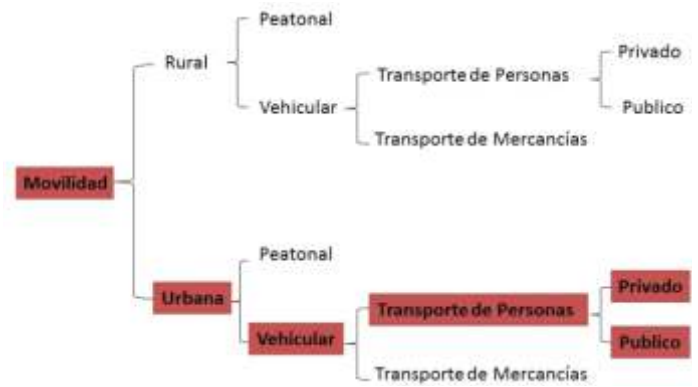 Peatonal
Rural
Privado
Transporte de Personas
Vehicular
Publico
Transporte de Mercancías
Movilidad
Peatonal
Urbana
Privado
Transporte de Personas
Vehicular
Publico
Transporte de Mercancías